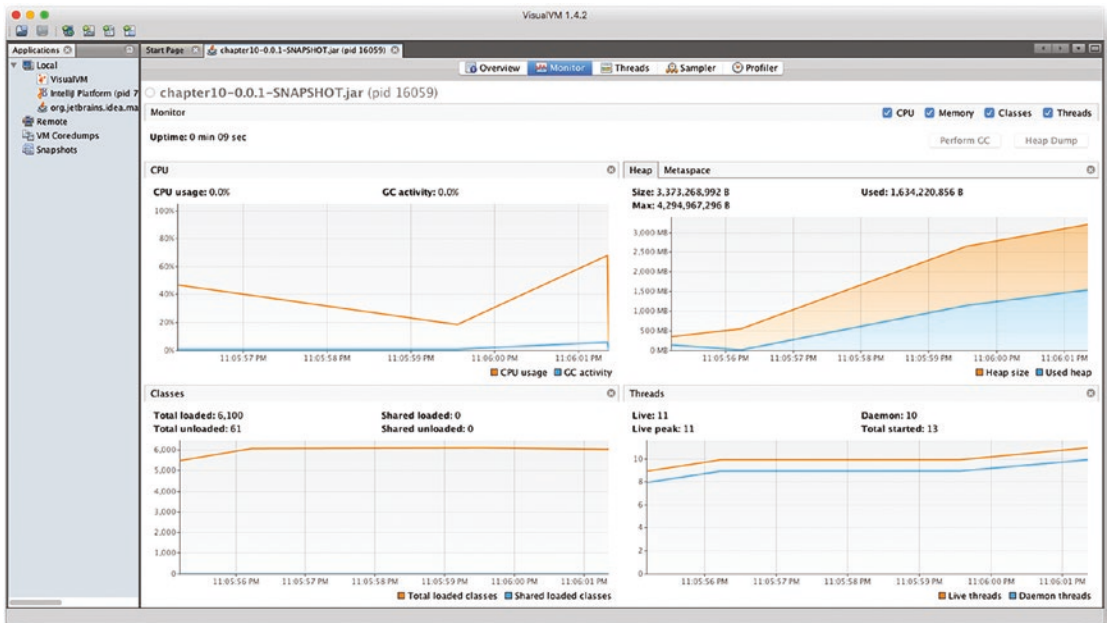 VisualVM 1.4.2
Applications
Start Page
chapter10-0.0.1-SNAPSHOT.jar (pid 16059)
Local
VisualVM
IntelliJ Platform (pid 7
org.jetbrains.idea.ma
Remote
VM Coredumps
Snapshots
Overview Monitor Threads Sampler Profiler
chapter10-0.0.1-SNAPSHOT.jar (pid 16059)
Monitor
CPU Memory Classes Threads
Uptime: 0 min 09 sec
Perform GC Heap Dump
CPU
CPU usage: 0.0% GC activity: 0.0%
100%
80%
60%
40%
20%
0%
11:05:57 PM 11:05:58 PM 11:05:59 PM 11:06:00 PM 11:06:01 PM
CPU usage GC activity
Heap Metaspace
Size: 3,373,268,992 B Used: 1,634,220,856 B
Max: 4,294,967,296 B
3,000 MB
2,500 MB
2,000 MB
1,500 MB
1,000 MB
500 MB
0 MB
11:05:56 PM 11:05:57 PM 11:05:58 PM 11:05:59 PM 11:06:00 PM 11:06:01 PM
Heap size Used heap
Classes
Total loaded: 6,100 Shared loaded: 0
Total unloaded: 61 Shared unloaded: 0
6,000
5,000
4,000
3,000
2,000
1,000
0
11:05:56 PM 11:05:57 PM 11:05:58 PM 11:05:59 PM 11:06:00 PM 11:06:01 PM
Total loaded classes Shared loaded classes
Threads
Live: 11 Daemon: 10
Live peak: 11 Total started: 13
10
8
6
4
2
0
11:05:56 PM 11:05:57 PM 11:05:58 PM 11:05:59 PM 11:06:00 PM 11:06:01 PM
Live threads Daemon threads